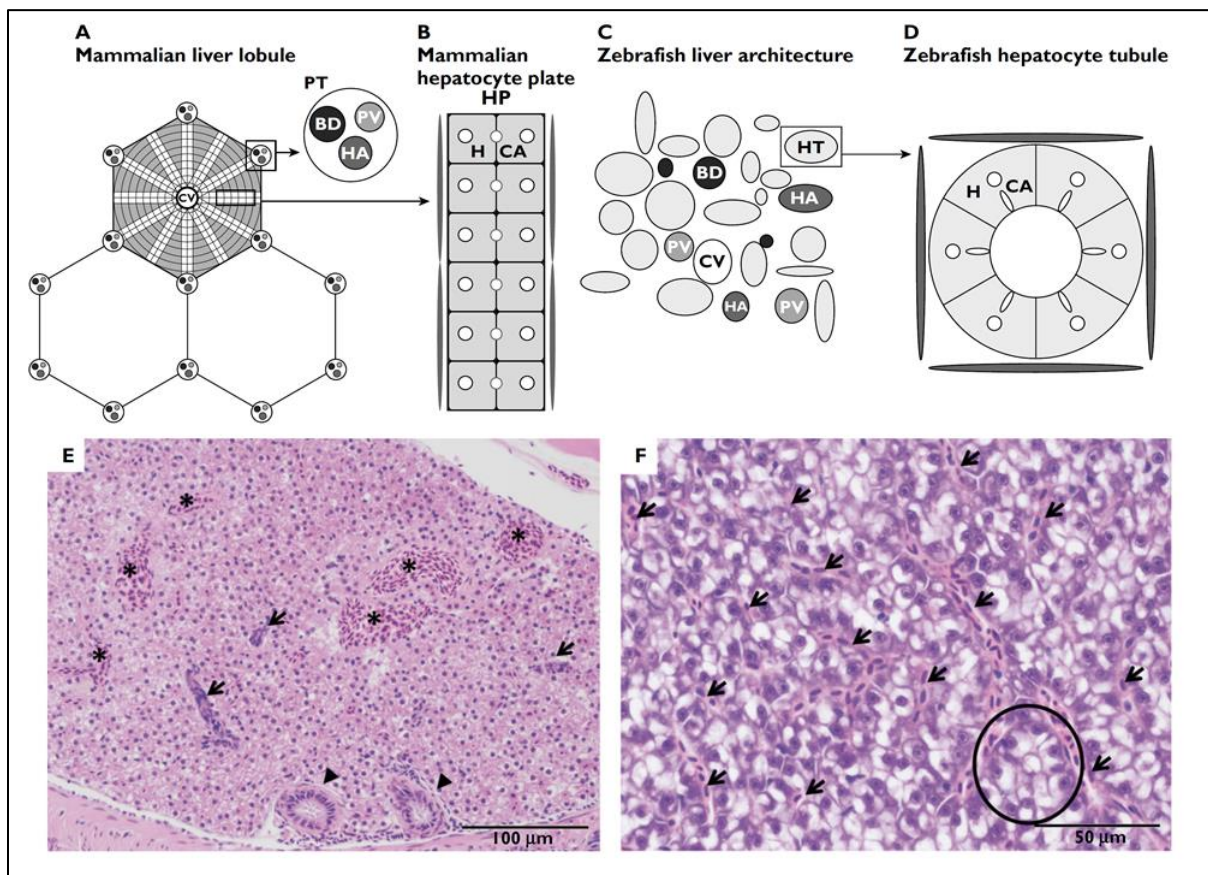 A
Mammalian liver lobule
PT
BD
PV
HA
CV
B
Mammalian
hepatocyte plate
HP
H CA
C
Zebrafish liver architecture
HT
BD
HA
PV
CV
HA
PV
D
Zebrafish hepatocyte tubule
H CA
E
*
*
*
*
*
*
100 µm
F
50 µm